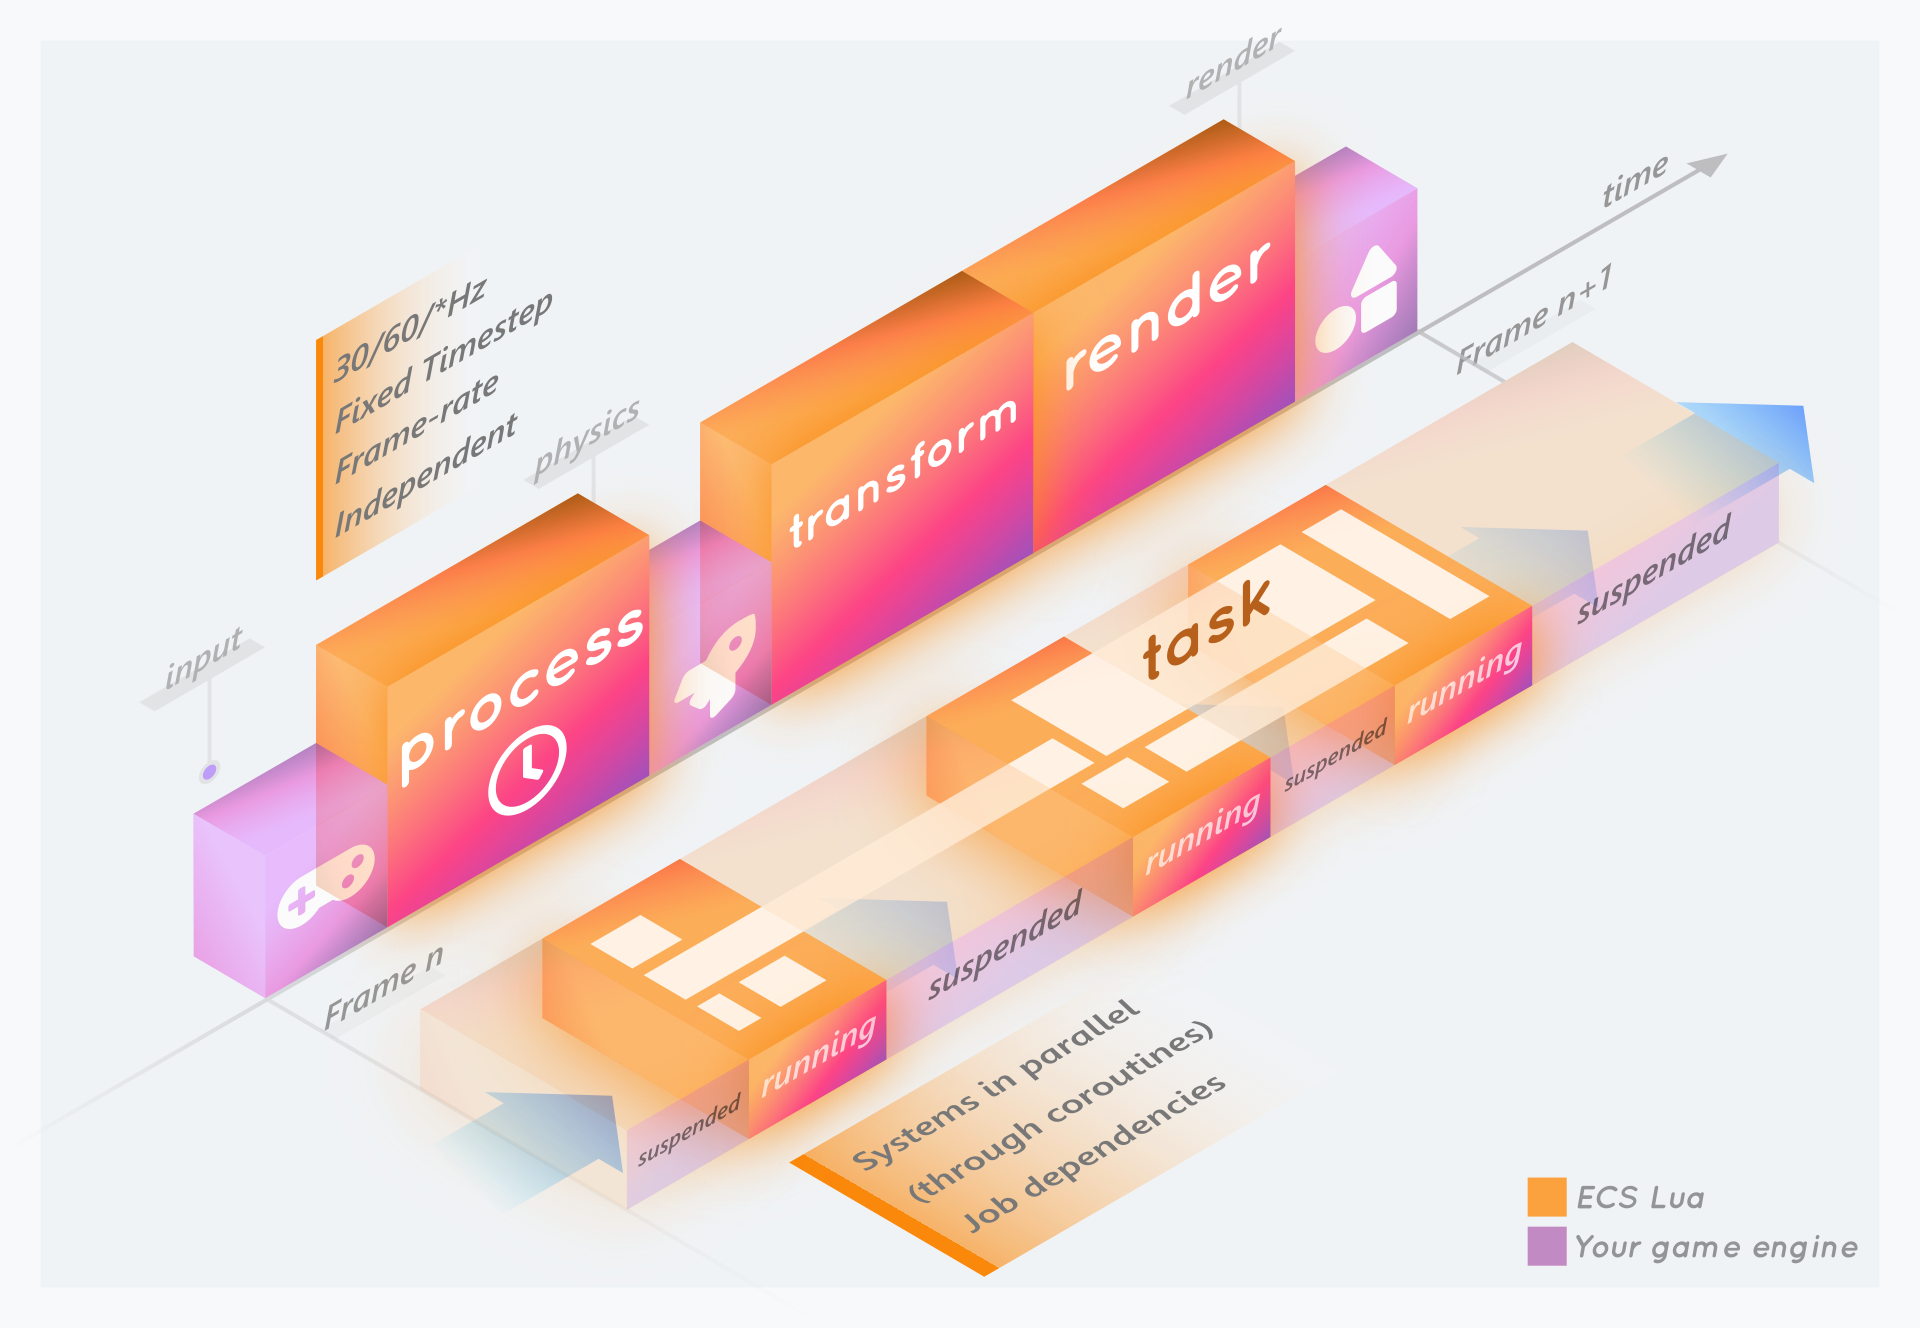 render
time
Frame n+1
30/60/*Hz
Fixed Timestep
Frame-rate
Independent
physics
input
process
transform
render
Frame n
task
suspended
running
suspended
running
suspended
running
suspended
Systems in parallel
(through coroutines)
Job dependencies
ECS Lua
Your game engine